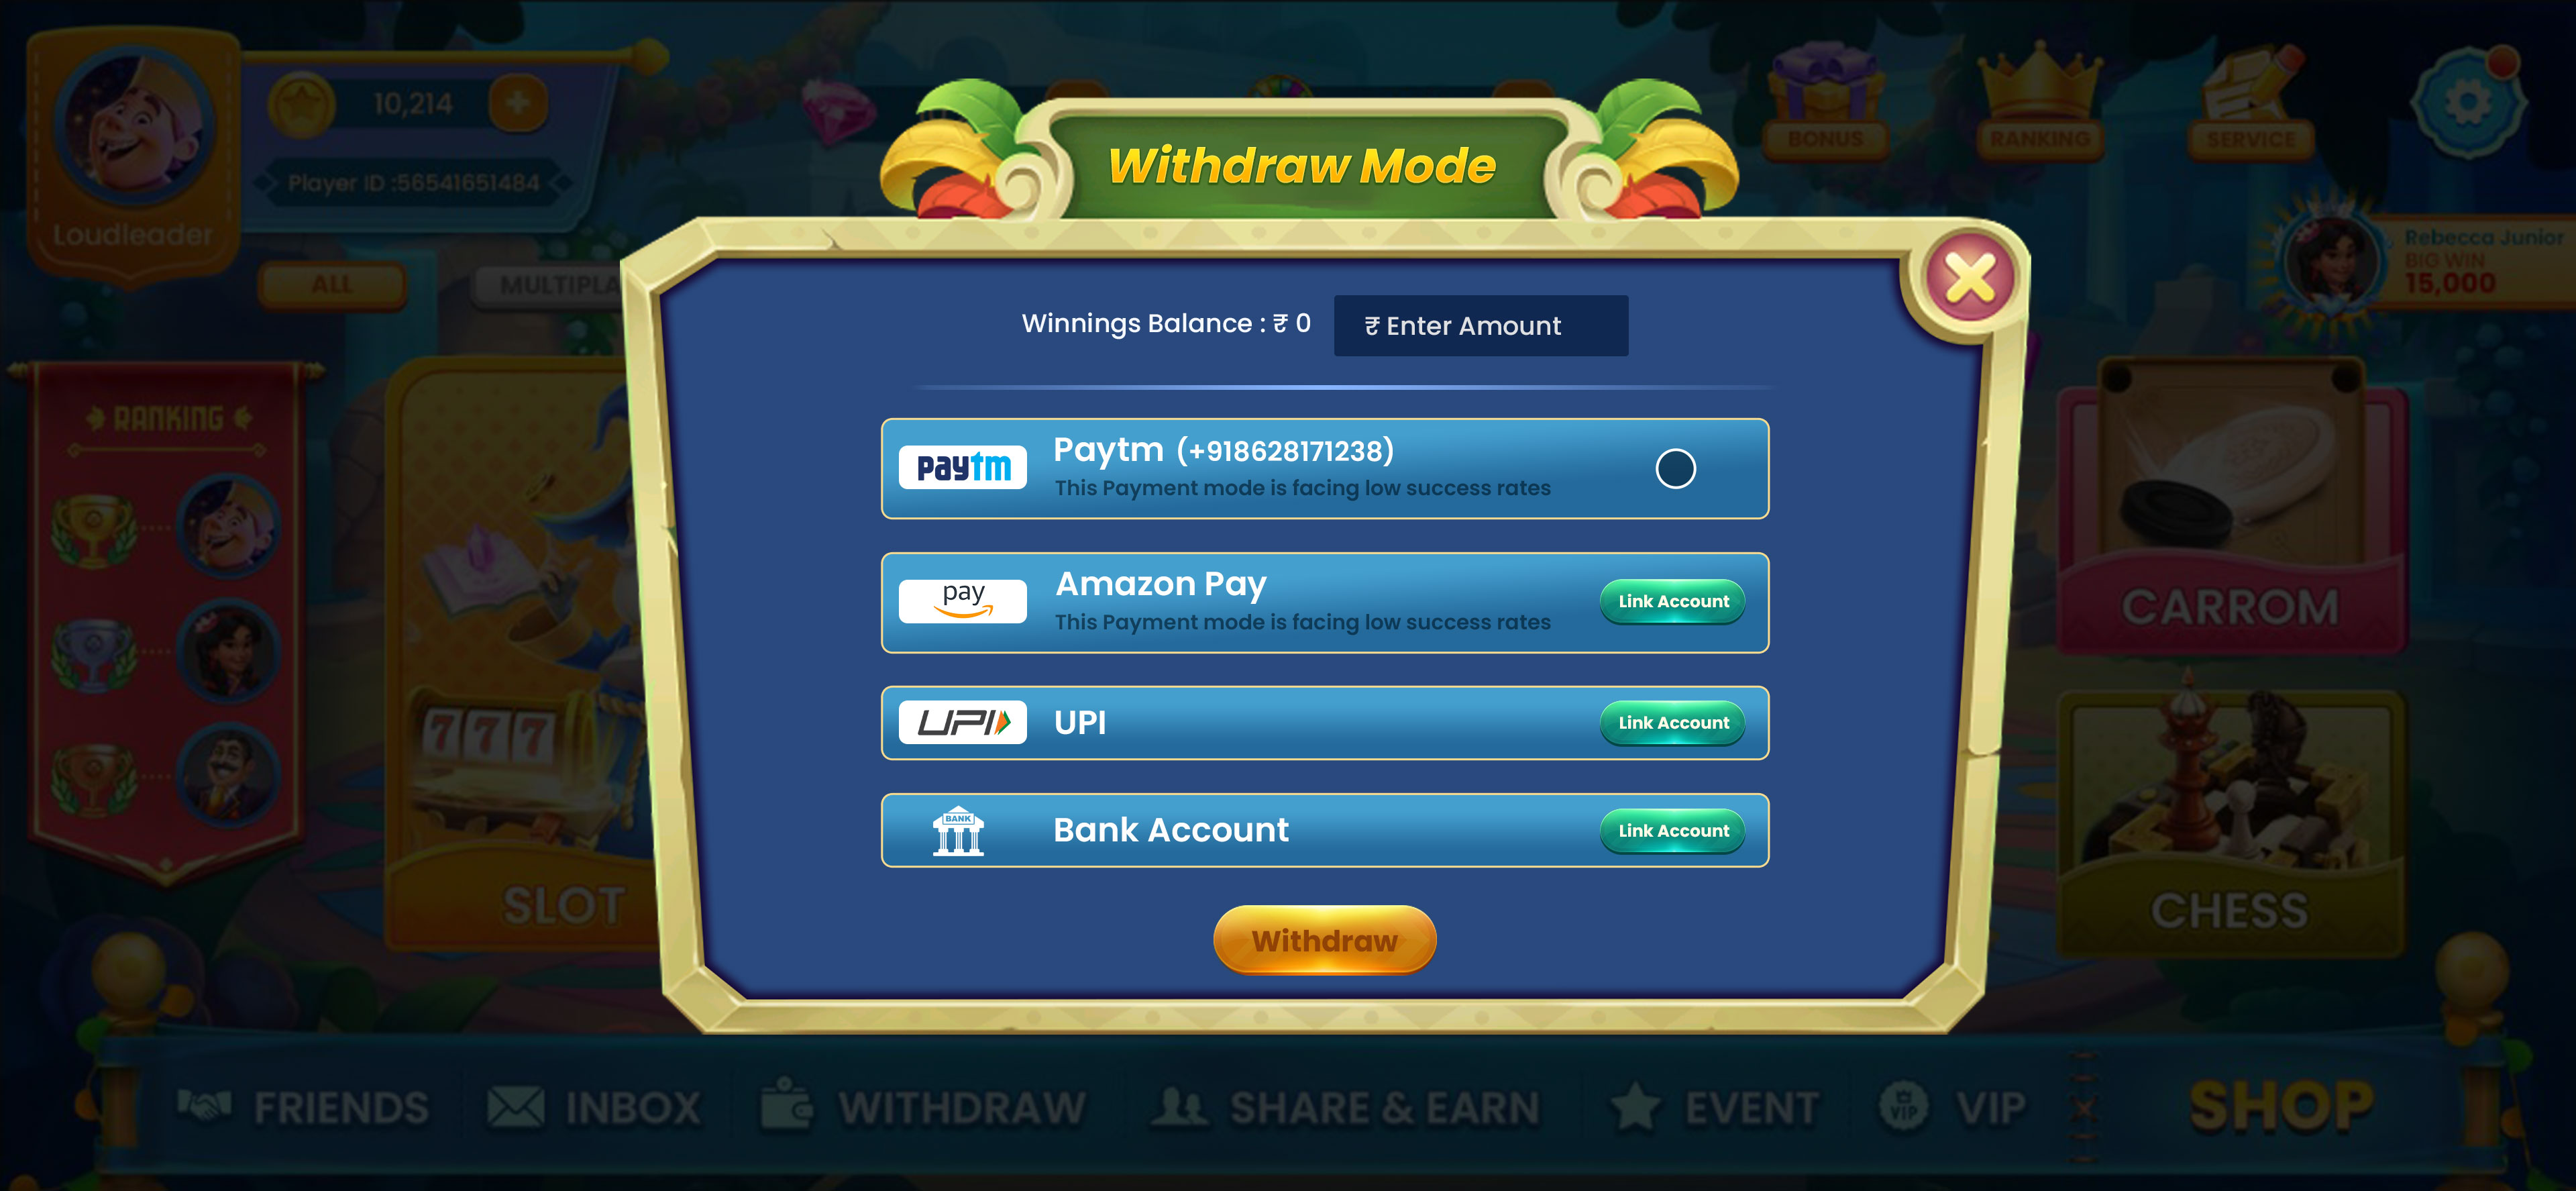 10,214
Player ID :56541651484
Loudleader
BONUS
RANKING
SERVICE
Rebecca Junior
BIG WIN
15,000
ALL
MULTIPLA
Withdraw Mode
Winnings Balance : ₹ 0
₹ Enter Amount
RANKING
paytm
Paytm (+918628171238)
This Payment mode is facing low success rates
pay
Amazon Pay
This Payment mode is facing low success rates
Link Account
UPI
UPI
Link Account
BANK
Bank Account
Link Account
Withdraw
777
SLOT
CARROM
CHESS
FRIENDS
INBOX
WITHDRAW
SHARE & EARN
EVENT
VIP
VIP
SHOP